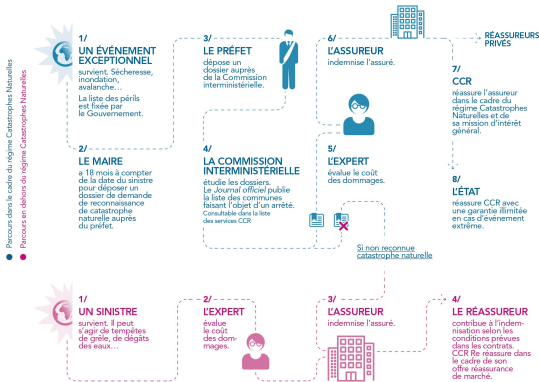 Parcours dans le cadre du régime Catastrophes Naturelles
Parcours en dehors du régime Catastrophes Naturelles
1/
UN ÉVÉNEMENT
EXCEPTIONNEL
survient. Sécheresse,
inondation,
avalanche…
La liste des périls
est fixée par
le Gouvernement.
2/
LE MAIRE
a 18 mois à compter
de la date du sinistre
pour déposer un
dossier de demande
de reconnaissance
de catastrophe
naturelle auprès
du préfet.
3/
LE PRÉFET
dépose un
dossier auprès
de la Commission
interministérielle.
4/
LA COMMISSION
INTERMINISTÉRIELLE
étudie les dossiers.
Le Journal officiel publie
la liste des communes
faisant l'objet d'un arrêté.
Consultable dans la liste
des services CCR
5/
L'EXPERT
évalue le coût
des dommages.
6/
L'ASSUREUR
indemnise l'assuré.
RÉASSUREURS
PRIVÉS
7/
CCR
réassure l'assureur
dans le cadre du
régime Catastrophes
Naturelles et de
sa mission d'intérêt
général.
8/
L'ÉTAT
réassure CCR avec
une garantie illimitée
en cas d'événement
extrême.
Si non reconnue
catastrophe naturelle
1/
UN SINISTRE
survient. Il peut
s'agir de tempêtes
de grêle, de dégâts
des eaux…
2/
L'EXPERT
évalue
le coût
des dom-
mages.
3/
L'ASSUREUR
indemnise l'assuré.
4/
LE RÉASSUREUR
contribue à l'indem-
nisation selon les
conditions prévues
dans les contrats.
CCR Re réassure dans
le cadre de son
offre réassurance
de marché.